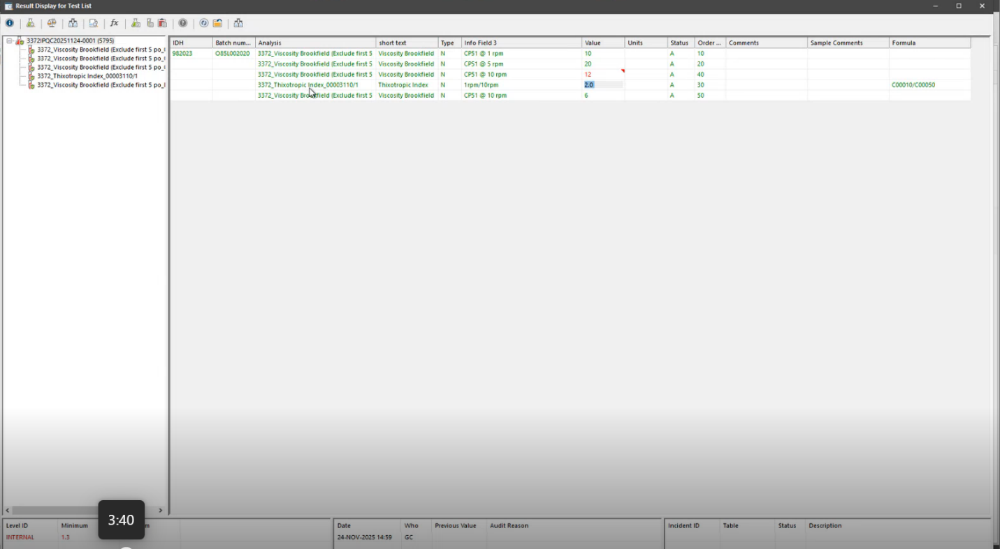 Result Display for Test List
3372IPQC20251124-0001 (5795)
3372_Viscosity Brookfield (Exclude first 5 po_
3372_Viscosity Brookfield (Exclude first 5 po_
3372_Viscosity Brookfield (Exclude first 5 po_
3372_Thixotropic Index_00003110/1
3372_Viscosity Brookfield (Exclude first 5 po_
IDH Batch num... Analysis short text Type Info Field 3 Value Units Status Order ... Comments Sample Comments Formula
982023 O85L002020 3372_Viscosity Brookfield (Exclude first 5 Viscosity Brookfield N CP51 @ 1 rpm 10 A 10
3372_Viscosity Brookfield (Exclude first 5 Viscosity Brookfield N CP51 @ 5 rpm 20 A 20
3372_Viscosity Brookfield (Exclude first 5 Viscosity Brookfield N CP51 @ 10 rpm 12 A 40
3372_Thixotropic Index_00003110/1 Thixotropic Index N 1rpm/10rpm 2.0 A 30 C00010/C00050
3372_Viscosity Brookfield (Exclude first 5 Viscosity Brookfield N CP51 @ 10 rpm 6 A 50
3:40
Level ID Minimum
INTERNAL 1.3
Date Who Previous Value Audit Reason
24-NOV-2025 14:59 GC
Incident ID Table Status Description